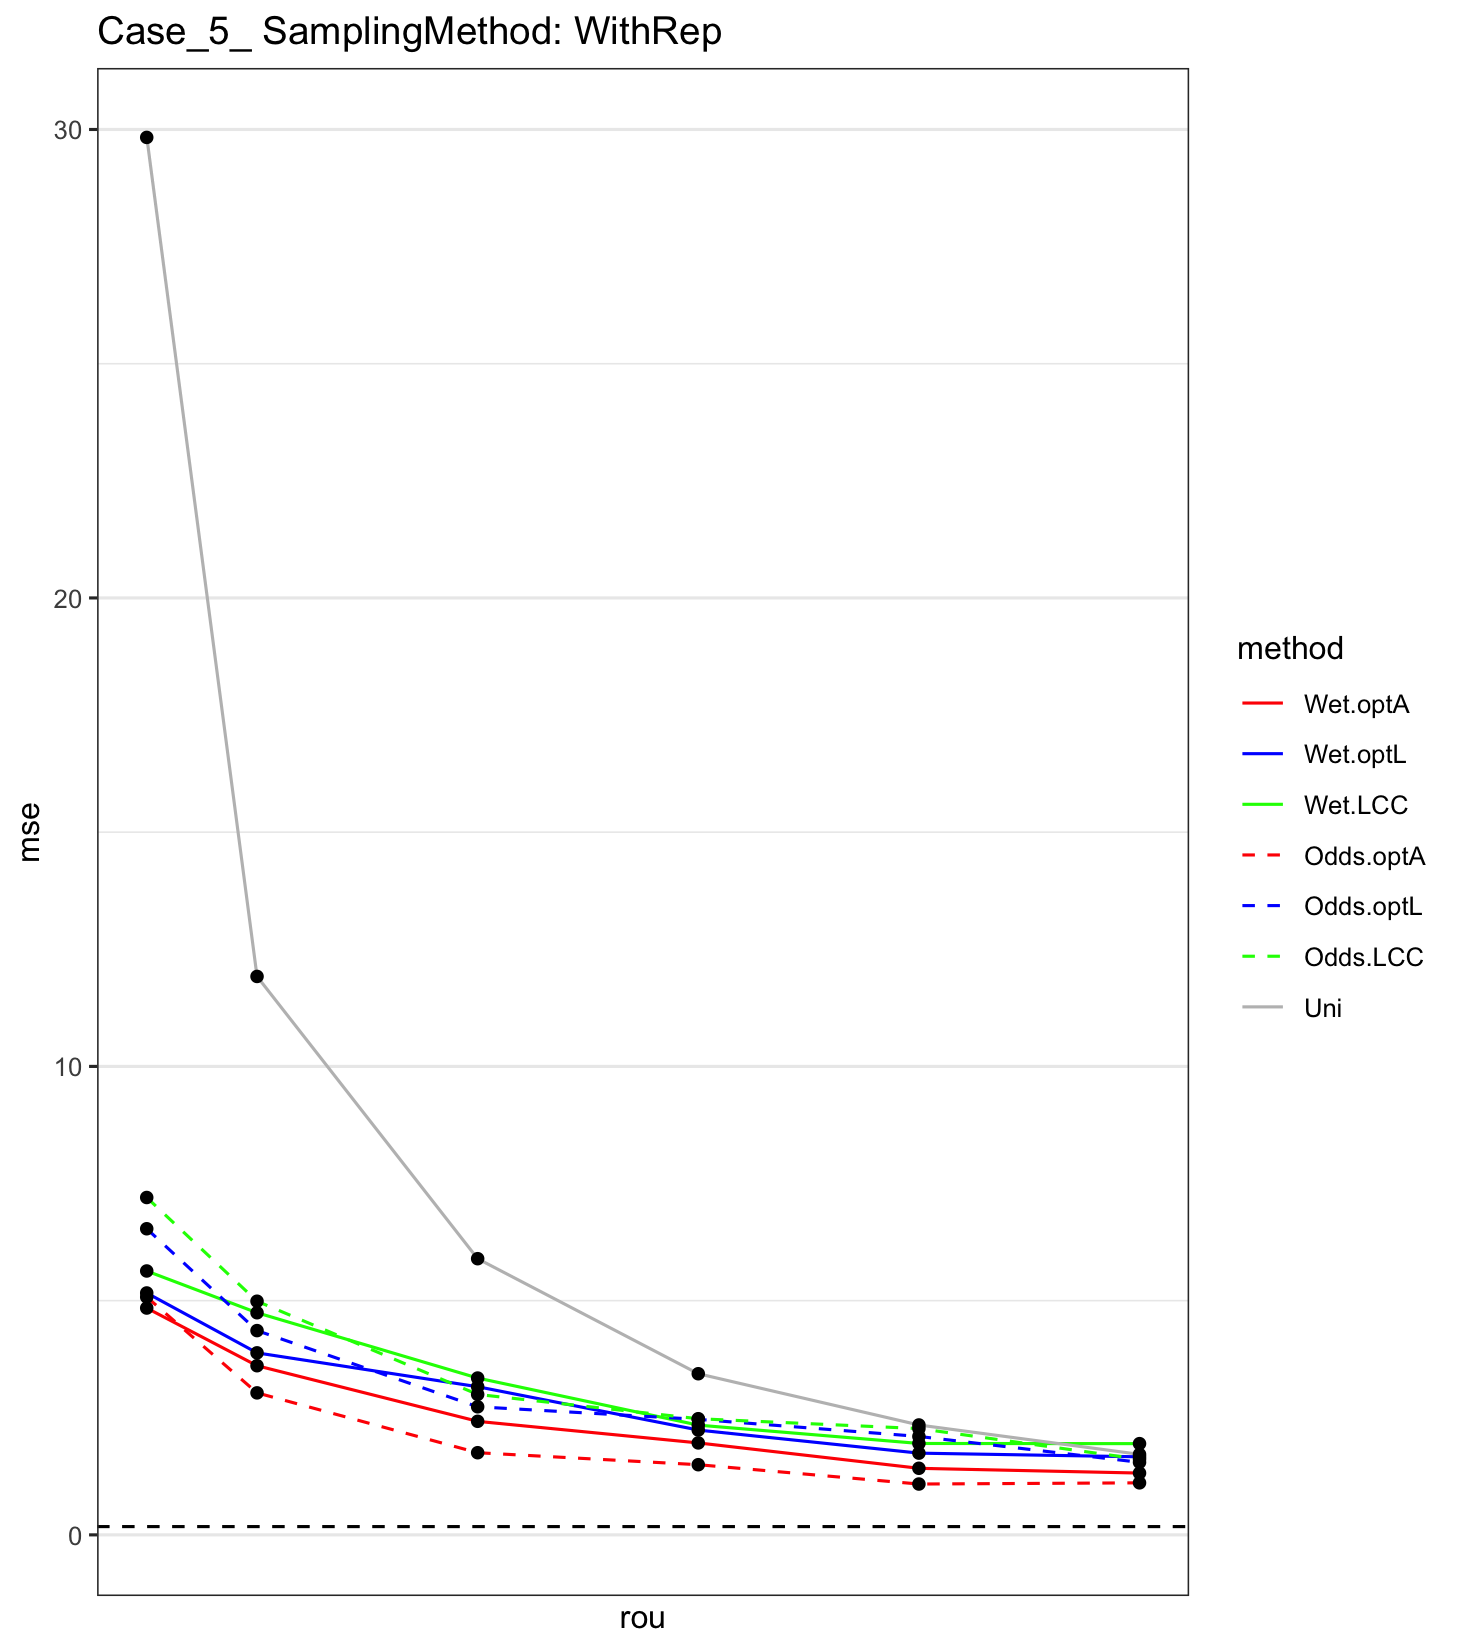 Case_5_ SamplingMethod: WithRep
30
20
10
0
mse
rou
method
Wet.optA
Wet.optL
Wet.LCC
Odds.optA
Odds.optL
Odds.LCC
Uni